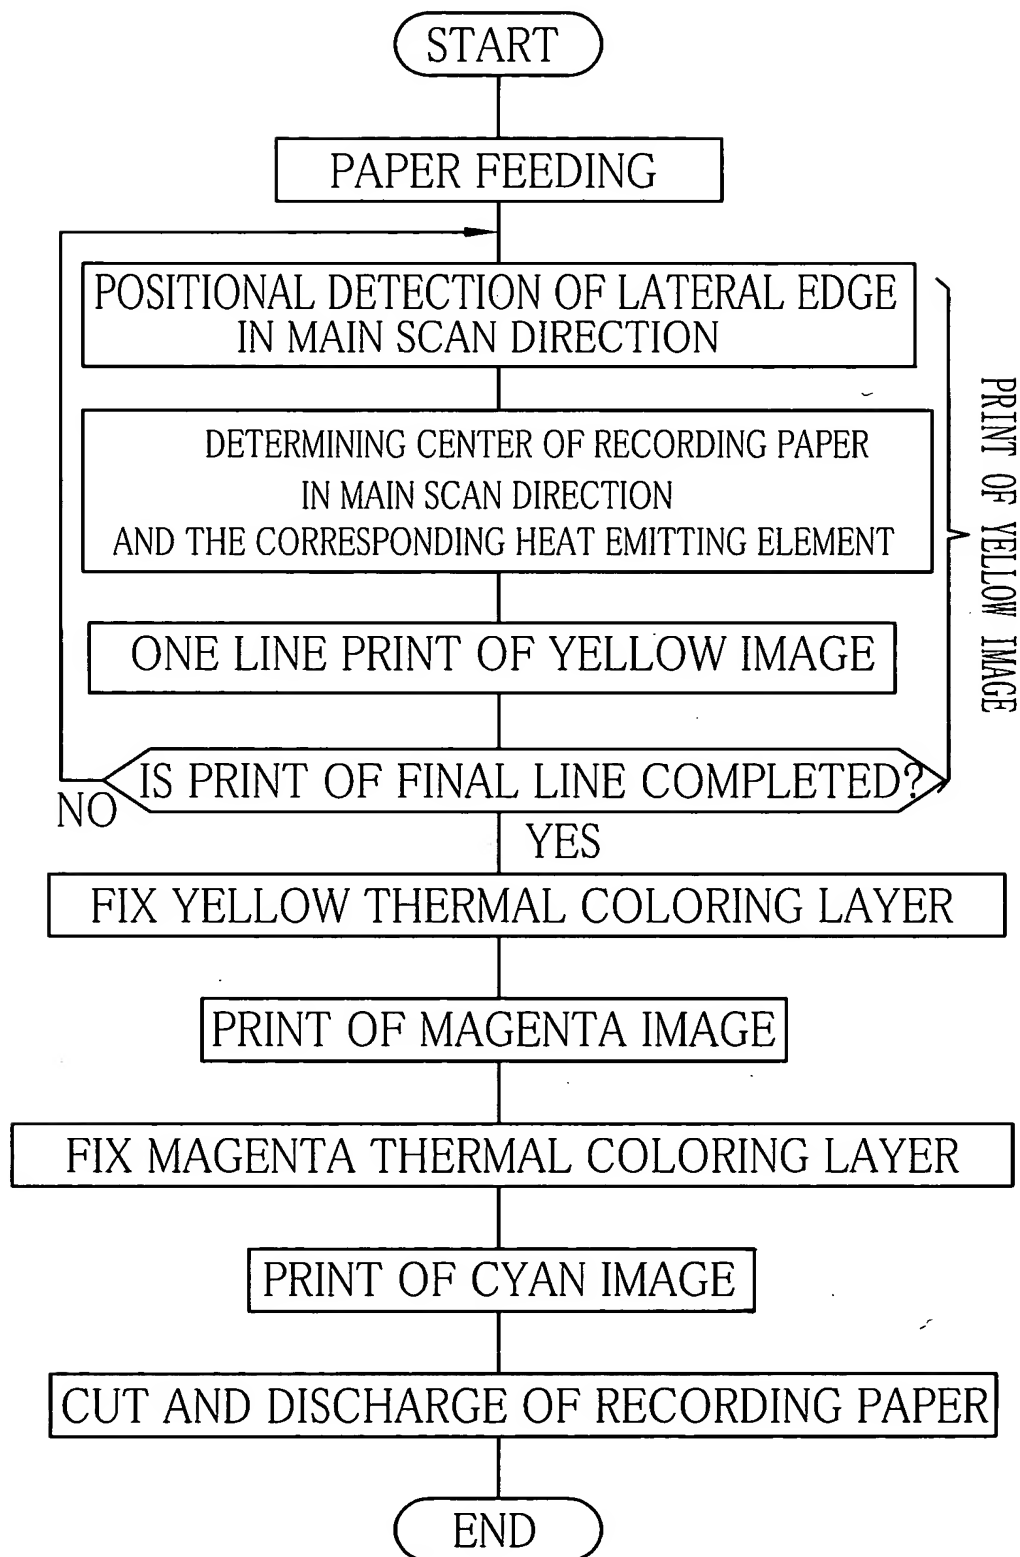 START
PAPER FEEDING
POSITIONAL DETECTION OF LATERAL EDGE
IN MAIN SCAN DIRECTION
DETERMINING CENTER OF RECORDING PAPER
IN MAIN SCAN DIRECTION
AND THE CORRESPONDING HEAT EMITTING ELEMENT
ONE LINE PRINT OF YELLOW IMAGE
PRINT OF YELLOW IMAGE
IS PRINT OF FINAL LINE COMPLETED?
NO
YES
FIX YELLOW THERMAL COLORING LAYER
PRINT OF MAGENTA IMAGE
FIX MAGENTA THERMAL COLORING LAYER
PRINT OF CYAN IMAGE
CUT AND DISCHARGE OF RECORDING PAPER
END